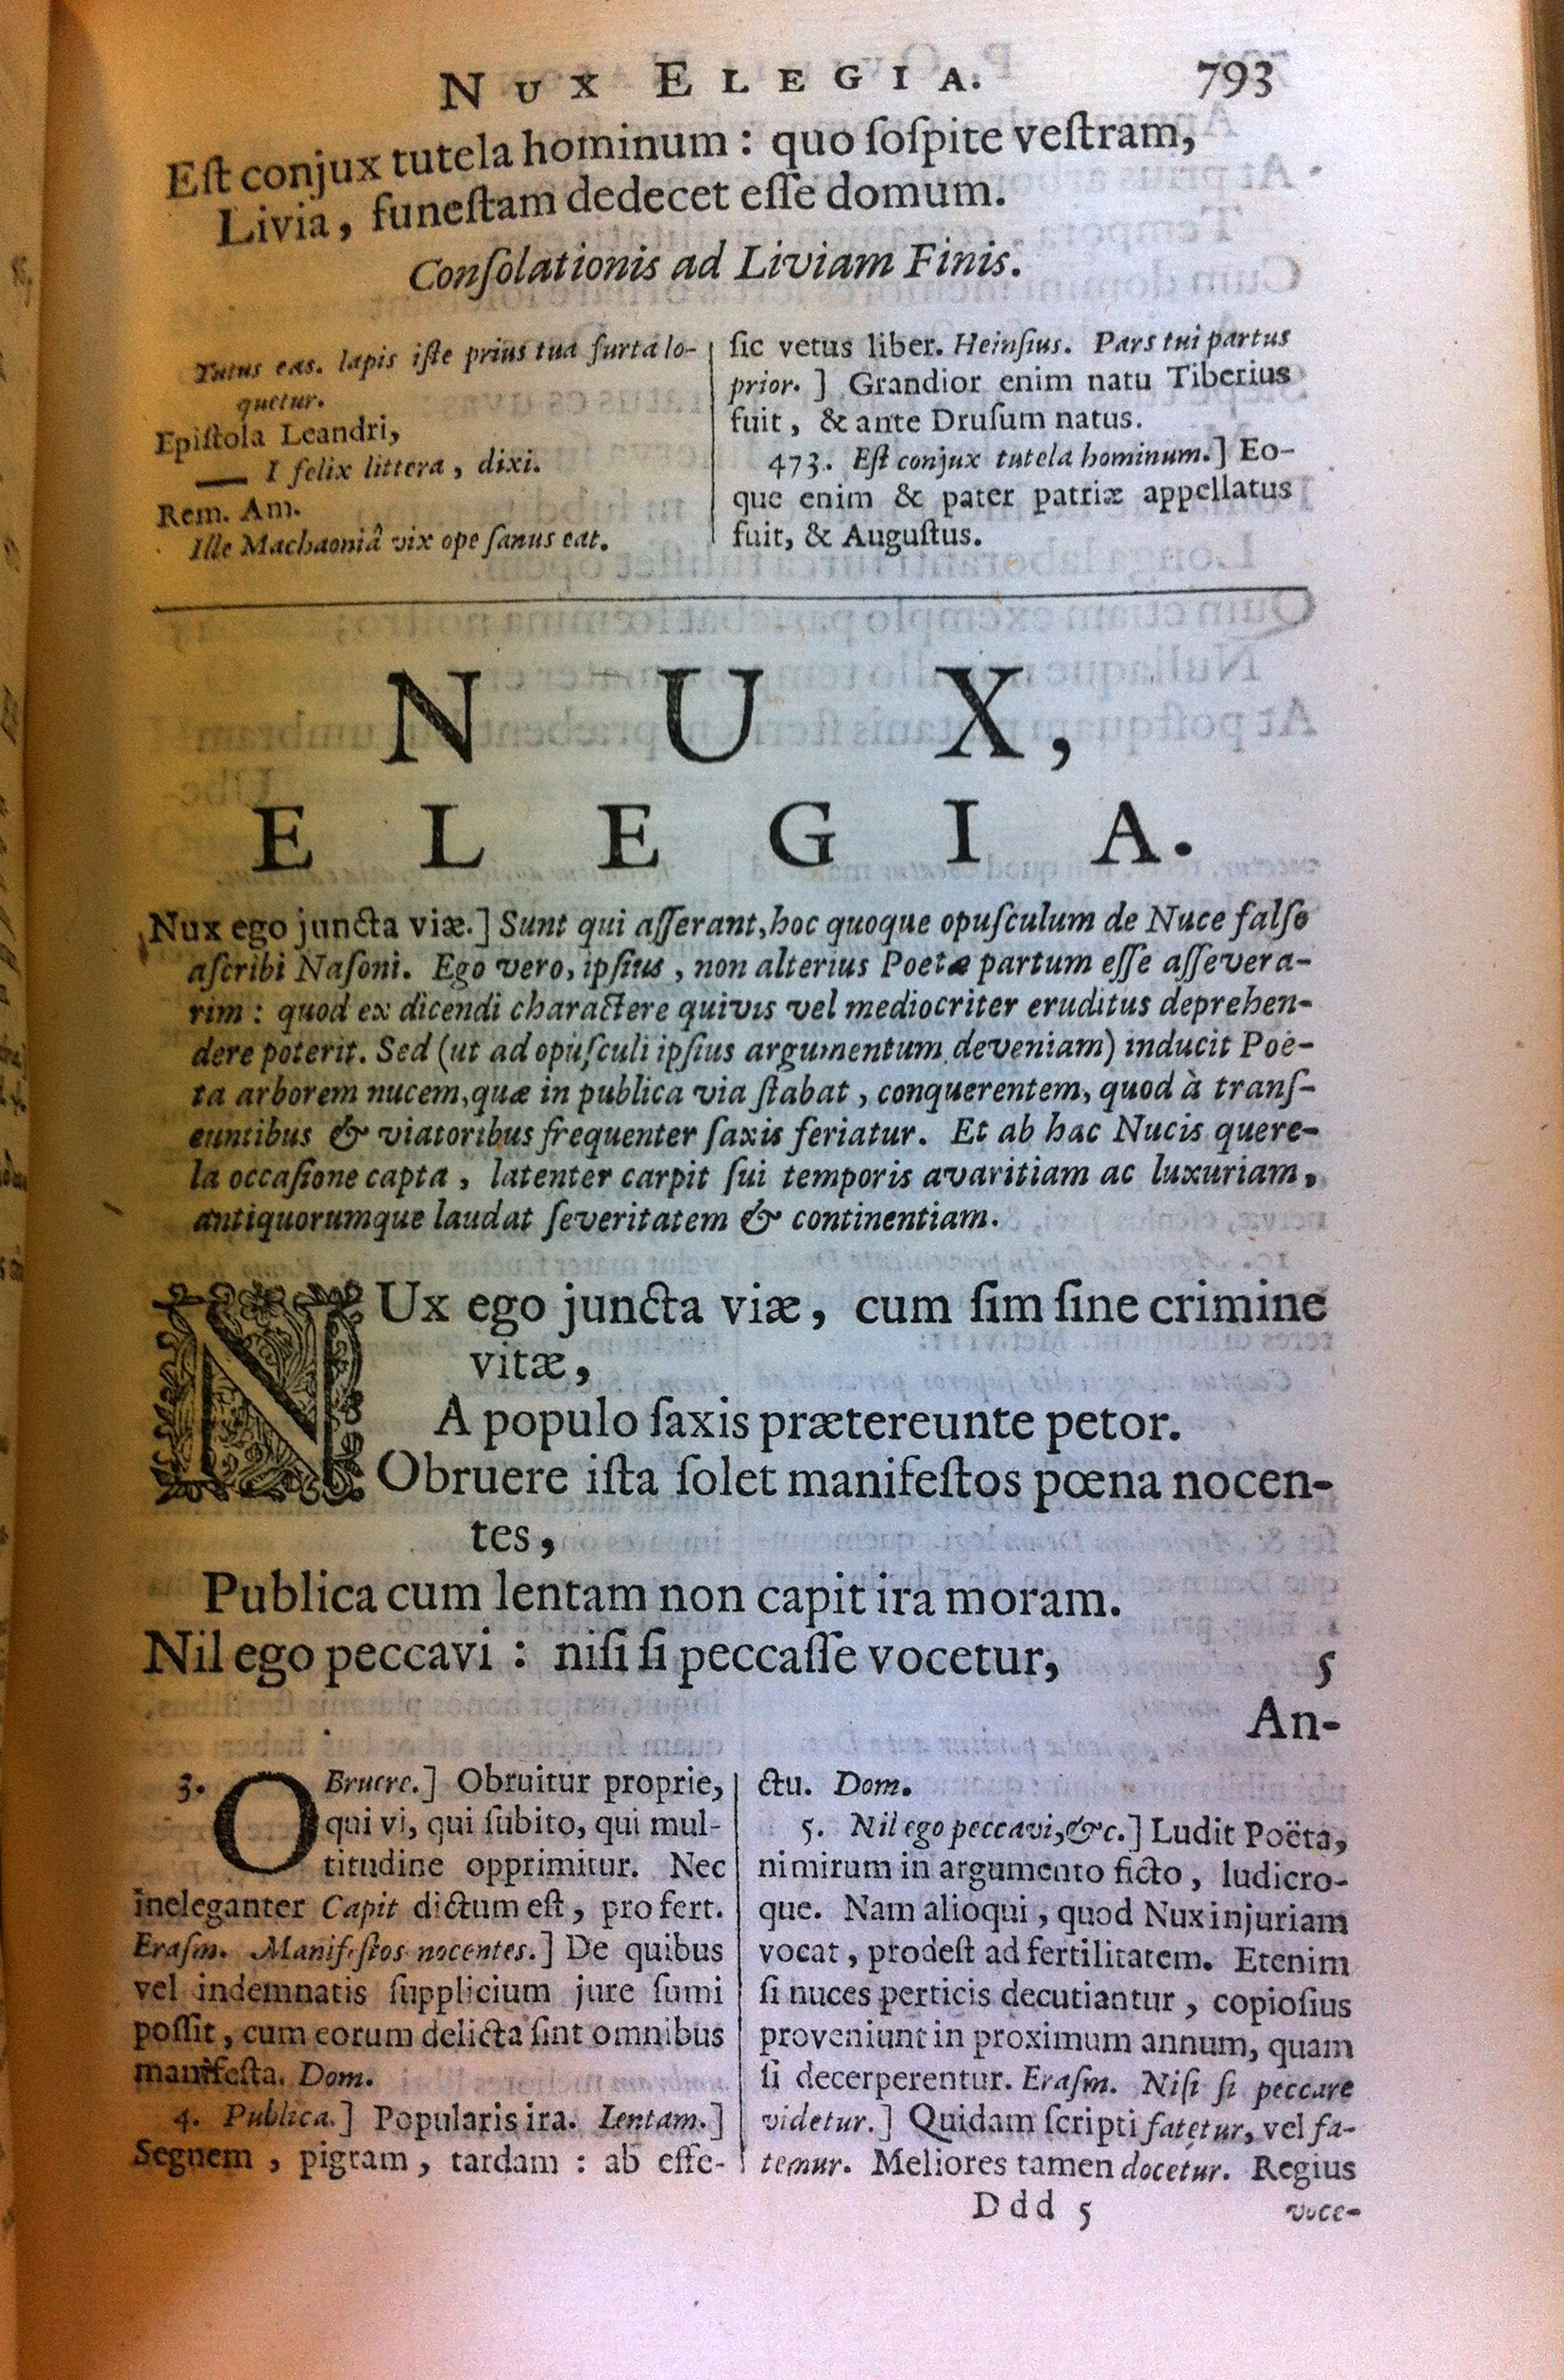 NUX ELEGIA. 793
Eſt conjux tutela hominum : quo ſoſpite veſtram,
Livia, funeſtam dedecet eſſe domum.
Conſolationis ad Liviam Finis.
Tutus eas. lapis iſte prius tua furta lo-
quetur.
Epiſtola Leandri,
— I felix littera, dixi.
Rem. Am.
Ille Machaoniâ vix ope ſanus eat.
ſic vetus liber. Heinſius. Pars tui partus
prior. ] Grandior enim natu Tiberius
fuit, & ante Druſum natus.
473. Eſt conjux tutela hominum.] Eo-
que enim & pater patriæ appellatus
fuit, & Auguſtus.
NUX,
ELEGIA.
Nux ego juncta viæ.] Sunt qui aſſerant, hoc quoque opuſculum de Nuce falſo
aſcribi Naſoni. Ego vero, ipſius, non alterius Poetæ partum eſſe aſſevera-
rim : quod ex dicendi charactere quivis vel mediocriter eruditus deprehen-
dere poterit. Sed (ut ad opuſculi ipſius argumentum deveniam) inducit Poë-
ta arborem nucem, quæ in publica via ſtabat, conquerentem, quod à tranſ-
euntibus & viatoribus frequenter ſaxis feriatur. Et ab hac Nucis quere-
la occaſione capta, latenter carpit ſui temporis avaritiam ac luxuriam,
antiquorumque laudat ſeveritatem & continentiam.
NUx ego juncta viæ, cum ſim ſine crimine
vitæ,
A populo ſaxis prætereunte petor.
Obruere iſta ſolet manifeſtos pœna nocen-
tes,
Publica cum lentam non capit ira moram.
Nil ego peccavi : niſi ſi peccaſſe vocetur, 5
An-
3. OBruere.] Obruitur proprie,
qui vi, qui ſubito, qui mul-
titudine opprimitur. Nec
ineleganter Capit dictum eſt, pro fert.
Eraſm. Manifeſtos nocentes.] De quibus
vel indemnatis ſupplicium jure ſumi
poſſit, cum eorum delicta ſint omnibus
manifeſta. Dom.
4. Publica.] Popularis ira. Lentam.]
Segnem, pigram, tardam : ab effe-
ctu. Dom.
5. Nil ego peccavi, &c.] Ludit Poëta,
nimirum in argumento ficto, ludicro-
que. Nam alioqui, quod Nux injuriam
vocat, prodeſt ad fertilitatem. Etenim
ſi nuces perticis decutiantur, copioſius
proveniunt in proximum annum, quam
ſi decerperentur. Eraſm. Niſi ſi peccare
videtur.] Quidam ſcripti fatetur, vel fa-
temur. Meliores tamen docetur. Regius
Ddd 5 voce-